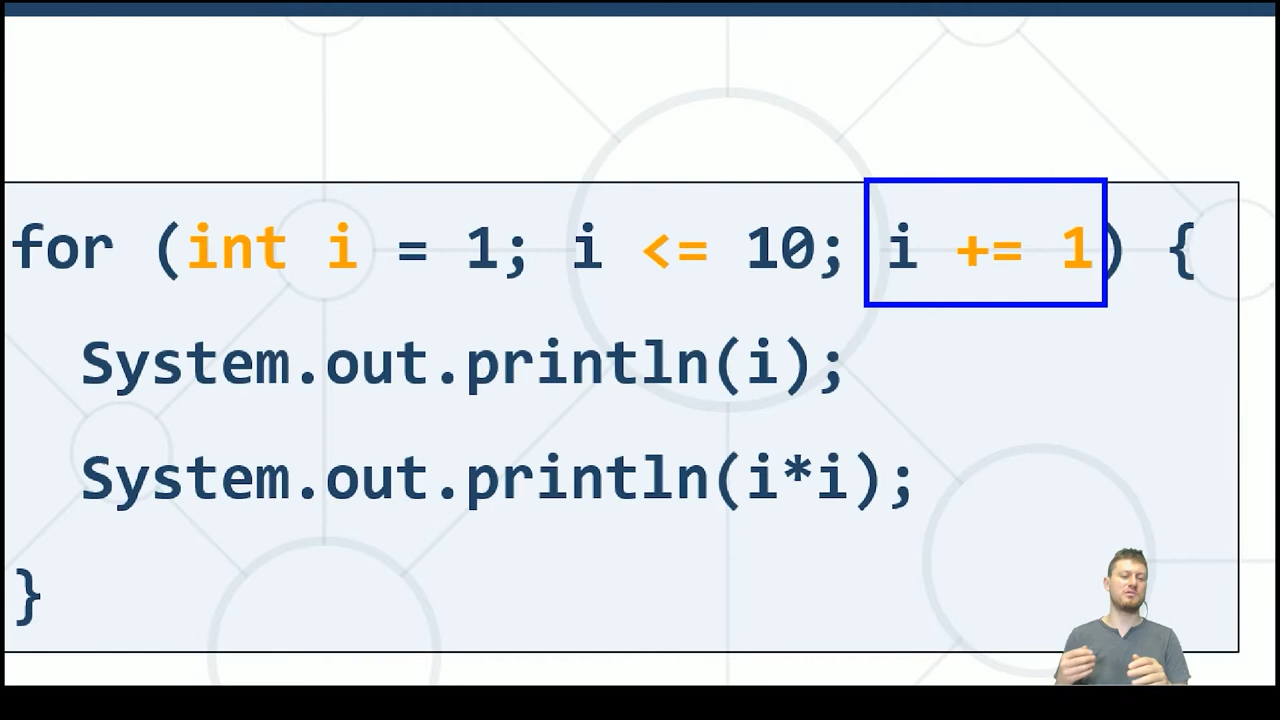 for (int i = 1; i <= 10; i += 1) {
  System.out.println(i);
  System.out.println(i*i);
}